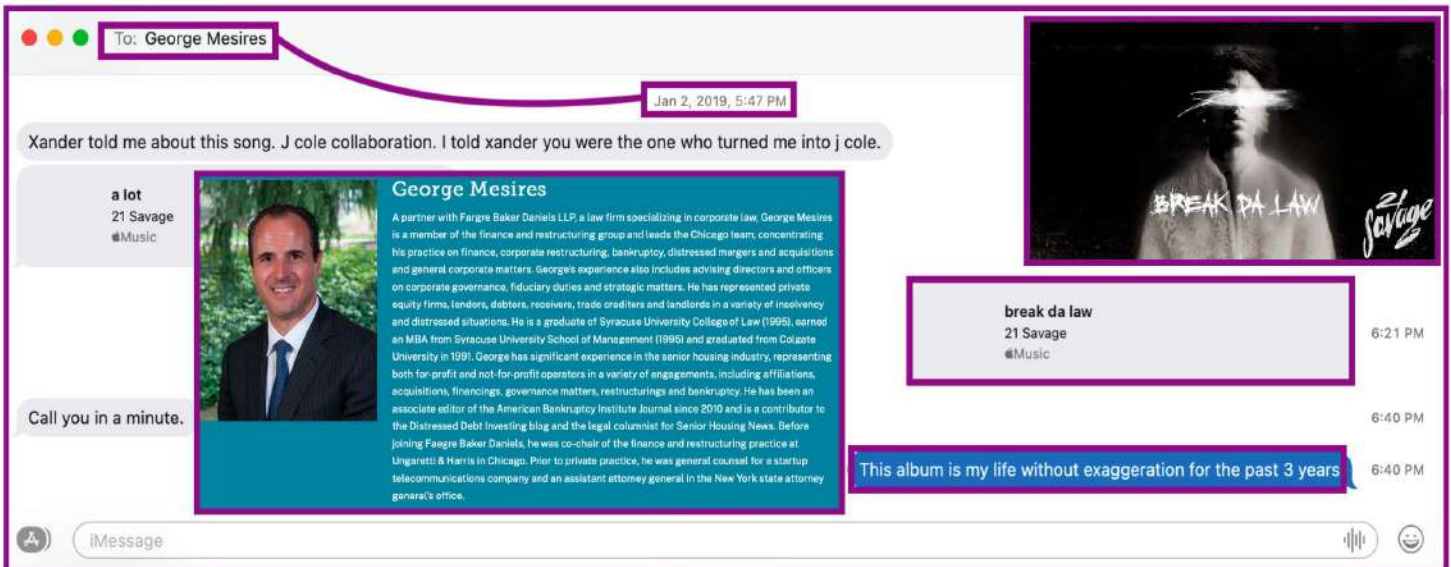 To: George Mesires
Jan 2, 2019, 5:47 PM
Xander told me about this song. J cole collaboration. I told xander you were the one who turned me into j cole.
a lot
21 Savage
Music
George Mesires
A partner with Fargre Baker Daniels LLP, a law firm specializing in corporate law, George Mesires
is a member of the finance and restructuring group and leads the Chicago team, concentrating
his practice on finance, corporate restructuring, bankruptcy, distressed mergers and acquisitions
and general corporate matters. George's experience also includes advising directors and officers
on corporate governance, fiduciary duties and strategic matters. He has represented private
equity firms, lenders, debtors, receivers, trade crediters and landlords in a variety of insolvency
and distressed situations. He is a graduate of Syracuse University College of Law (1995), earned
an MBA from Syracuse University School of Management (1995) and graduated from Colgate
University in 1991. George has significant experience in the senior housing industry, representing
both for-profit and not-for-profit operators in a variety of engagements, including affiliations,
acquisitions, financings, governance matters, restructurings and bankruptcy. He has been an
associate editor of the American Bankruptcy Institute Journal since 2010 and is a contributor to
the Distressed Debt Investing blog and the legal columnist for Senior Housing News. Before
joining Faegre Baker Daniels, he was co-chair of the finance and restructuring practice at
Ungaretti & Harris in Chicago. Prior to private practice, he was general counsel for a startup
telecommunications company and an assistant attorney general in the New York state attorney
general's office.
BREAK DA LAW
21
Savage
break da law
21 Savage
Music
6:21 PM
Call you in a minute.
6:40 PM
This album is my life without exaggeration for the past 3 years
6:40 PM
iMessage